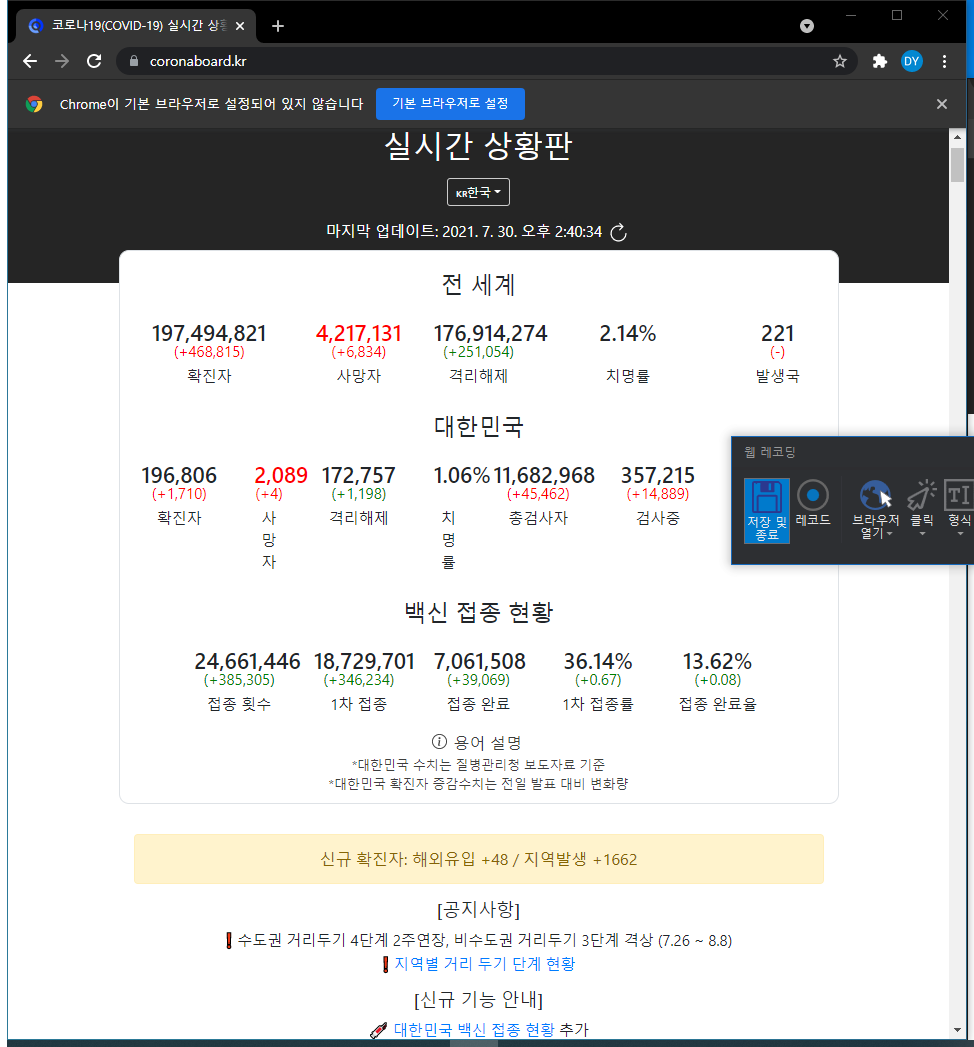 코로나19(COVID-19) 실시간 상황
coronaboard.kr
DY
Chrome이 기본 브라우저로 설정되어 있지 않습니다
기본 브라우저로 설정
실시간 상황판
KR한국
마지막 업데이트: 2021. 7. 30. 오후 2:40:34
전 세계
197,494,821 4,217,131 176,914,274 2.14% 221
(+468,815) (+6,834) (+251,054) (-)
확진자 사망자 격리해제 치명률 발생국
대한민국
196,806 2,089 172,757 1.06% 11,682,968 357,215
(+1,710) (+4) (+1,198) (+45,462) (+14,889)
확진자 사망자 격리해제 치명률 총검사자 검사중
웹 레코딩
저장 및 종료
레코드
브라우저 열기
클릭
형식
백신 접종 현황
24,661,446 18,729,701 7,061,508 36.14% 13.62%
(+385,305) (+346,234) (+39,069) (+0.67) (+0.08)
접종 횟수 1차 접종 접종 완료 1차 접종률 접종 완료율
용어 설명
*대한민국 수치는 질병관리청 보도자료 기준
*대한민국 확진자 증감수치는 전일 발표 대비 변화량
신규 확진자: 해외유입 +48 / 지역발생 +1662
[공지사항]
❗수도권 거리두기 4단계 2주연장, 비수도권 거리두기 3단계 격상 (7.26 ~ 8.8)
❗지역별 거리 두기 단계 현황
[신규 기능 안내]
대한민국 백신 접종 현황 추가